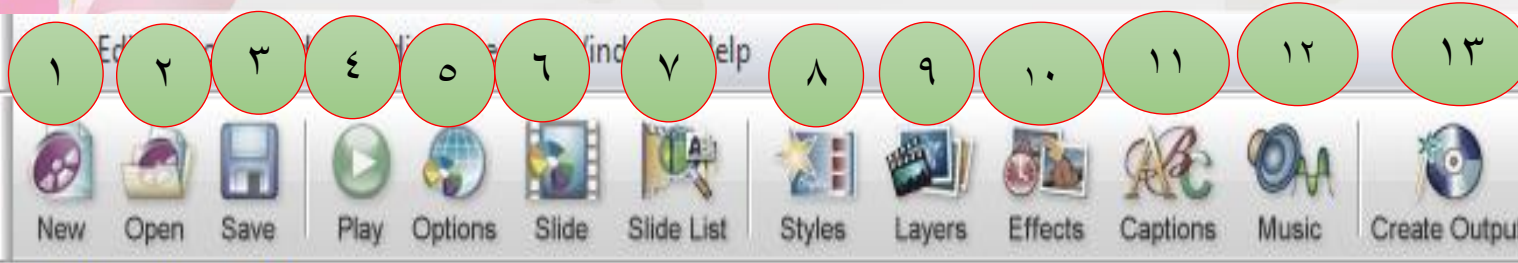 ١ ٢ ٣ ٤ ٥ ٦ ٧ ٨ ٩ ١٠ ١١ ١٢ ١٣
New Open Save Play Options Slide Slide List Styles Layers Effects Captions Music Create Output